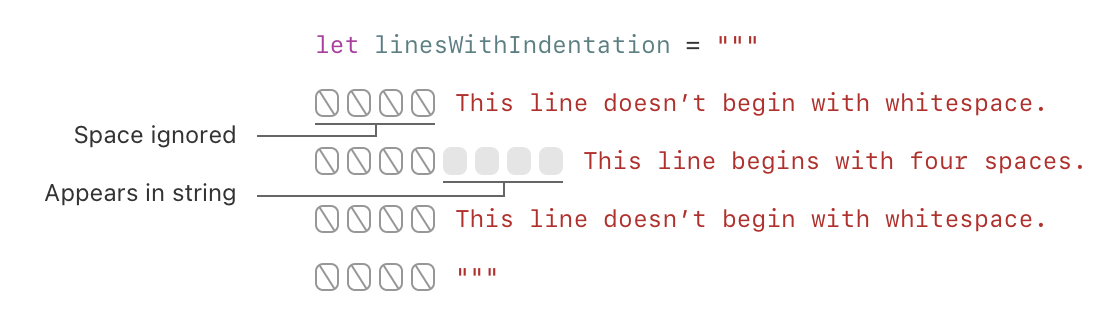 let linesWithIndentation = """
This line doesn’t begin with whitespace.
Space ignored
This line begins with four spaces.
Appears in string
This line doesn’t begin with whitespace.
"""